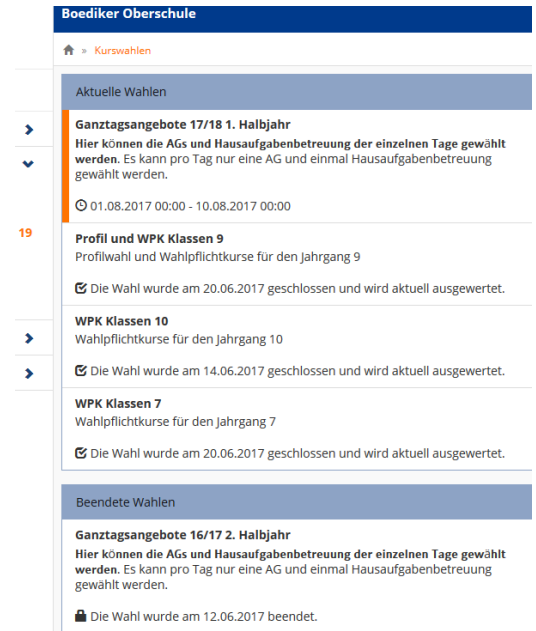 Boediker Oberschule
» Kurswahlen
Aktuelle Wahlen
Ganztagsangebote 17/18 1. Halbjahr
Hier können die AGs und Hausaufgabenbetreuung der einzelnen Tage gewählt
werden. Es kann pro Tag nur eine AG und einmal Hausaufgabenbetreuung
gewählt werden.
01.08.2017 00:00 - 10.08.2017 00:00
19
Profil und WPK Klassen 9
Profilwahl und Wahlpflichtkurse für den Jahrgang 9
Die Wahl wurde am 20.06.2017 geschlossen und wird aktuell ausgewertet.
WPK Klassen 10
Wahlpflichtkurse für den Jahrgang 10
Die Wahl wurde am 14.06.2017 geschlossen und wird aktuell ausgewertet.
WPK Klassen 7
Wahlpflichtkurse für den Jahrgang 7
Die Wahl wurde am 20.06.2017 geschlossen und wird aktuell ausgewertet.
Beendete Wahlen
Ganztagsangebote 16/17 2. Halbjahr
Hier können die AGs und Hausaufgabenbetreuung der einzelnen Tage gewählt
werden. Es kann pro Tag nur eine AG und einmal Hausaufgabenbetreuung
gewählt werden.
Die Wahl wurde am 12.06.2017 beendet.